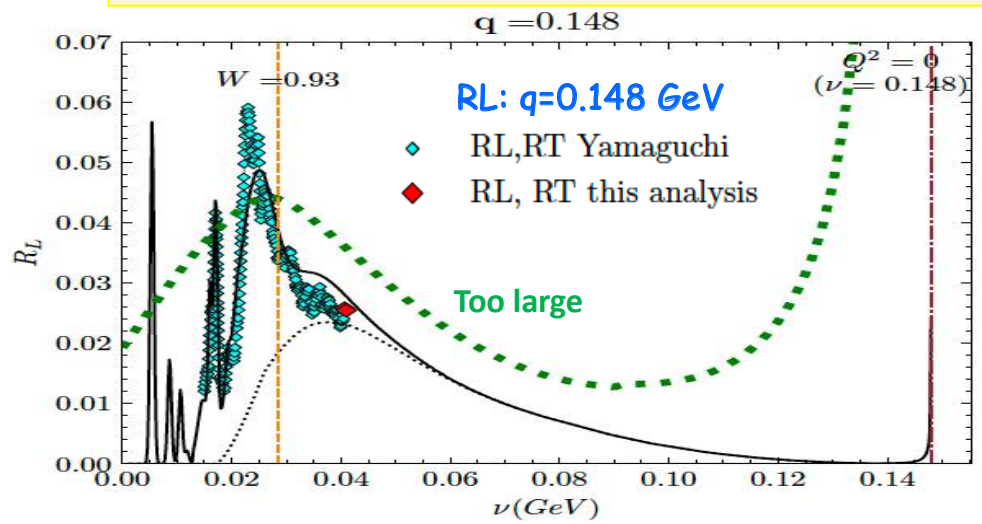 q =0.148
0.07
0.06
0.05
0.04
0.03
0.02
0.01
0.00
R_L
W =0.93
RL: q=0.148 GeV
Q² = 0
(ν = 0.148)
RL,RT Yamaguchi
RL, RT this analysis
Too large
0.00 0.02 0.04 0.06 0.08 0.10 0.12 0.14
ν(GeV)